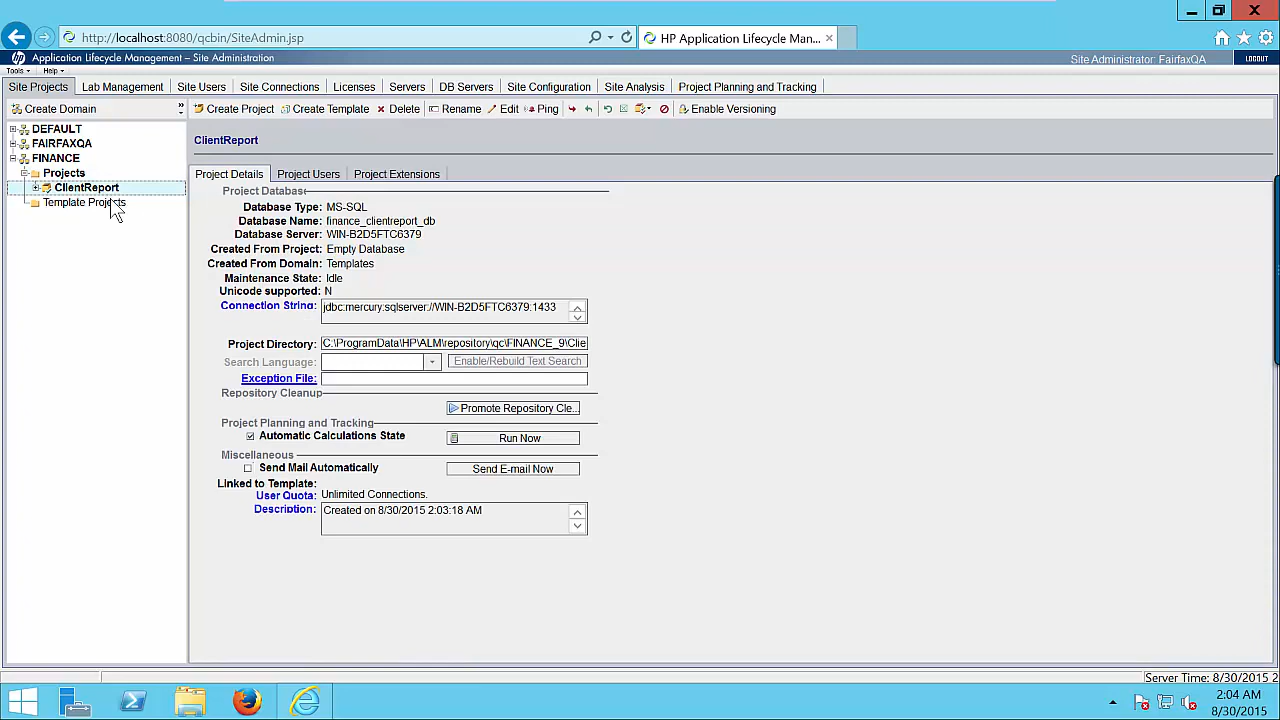 http://localhost:8080/qcbin/SiteAdmin.jsp
HP Application Lifecycle Man...
Application Lifecycle Management – Site Administration
Site Administrator: FairfaxQA
LOGOUT
Tools Help
Site Projects Lab Management Site Users Site Connections Licenses Servers DB Servers Site Configuration Site Analysis Project Planning and Tracking
Create Domain
Create Project Create Template Delete Rename Edit Ping Enable Versioning
DEFAULT
FAIRFAXQA
FINANCE
Projects
ClientReport
Template Projects
ClientReport
Project Details Project Users Project Extensions
Project Database
Database Type: MS-SQL
Database Name: finance_clientreport_db
Database Server: WIN-B2D5FTC6379
Created From Project: Empty Database
Created From Domain: Templates
Maintenance State: Idle
Unicode supported: N
Connection String: jdbc:mercury:sqlserver://WIN-B2D5FTC6379:1433
Project Directory: C:\ProgramData\HP\ALM\repository\qc\FINANCE_9\Clie
Search Language: Enable/Rebuild Text Search
Exception File:
Repository Cleanup
Promote Repository Cle...
Project Planning and Tracking
Automatic Calculations State Run Now
Miscellaneous
Send Mail Automatically Send E-mail Now
Linked to Template:
User Quota: Unlimited Connections.
Description: Created on 8/30/2015 2:03:18 AM
Server Time: 8/30/2015 2
2:04 AM
8/30/2015